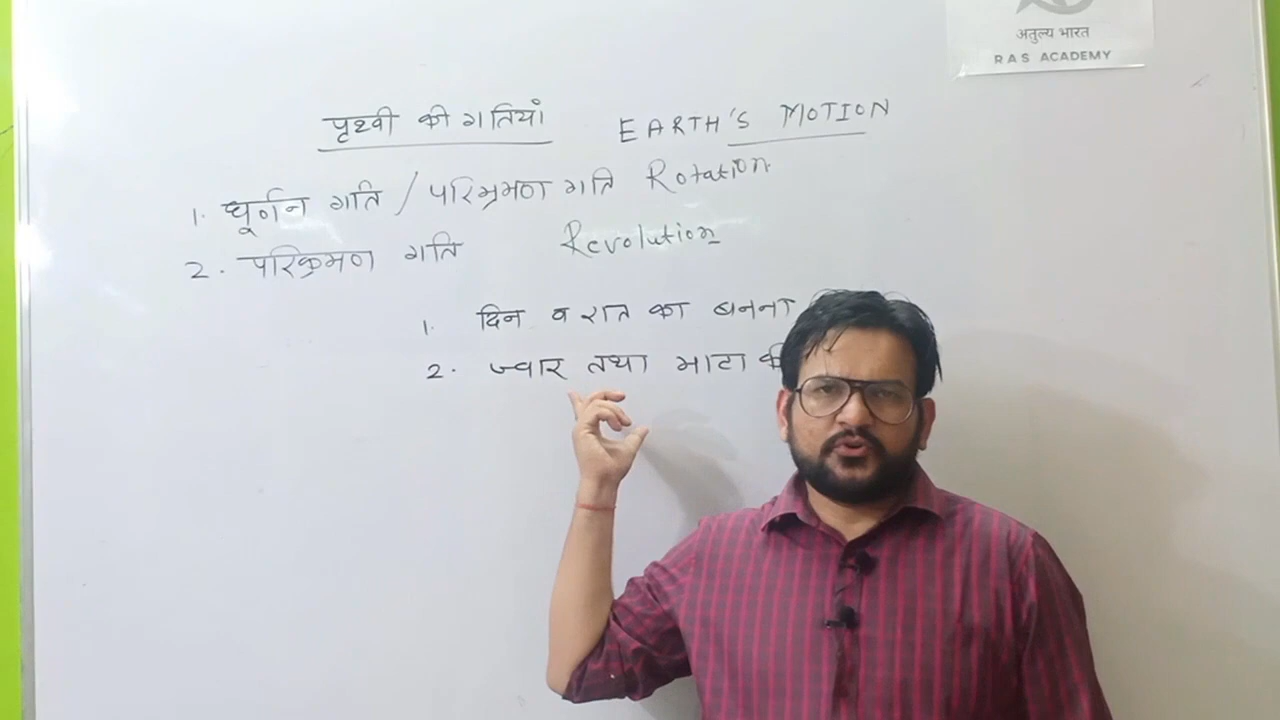 अतुल्य भारत
RAS ACADEMY
पृथ्वी की गतियां EARTH'S MOTION
1. घूर्णन गति / परिभ्रमण गति Rotation
2. परिक्रमण गति Revolution
1. दिन व रात का बनना
2. ज्वार तथा भाटा की